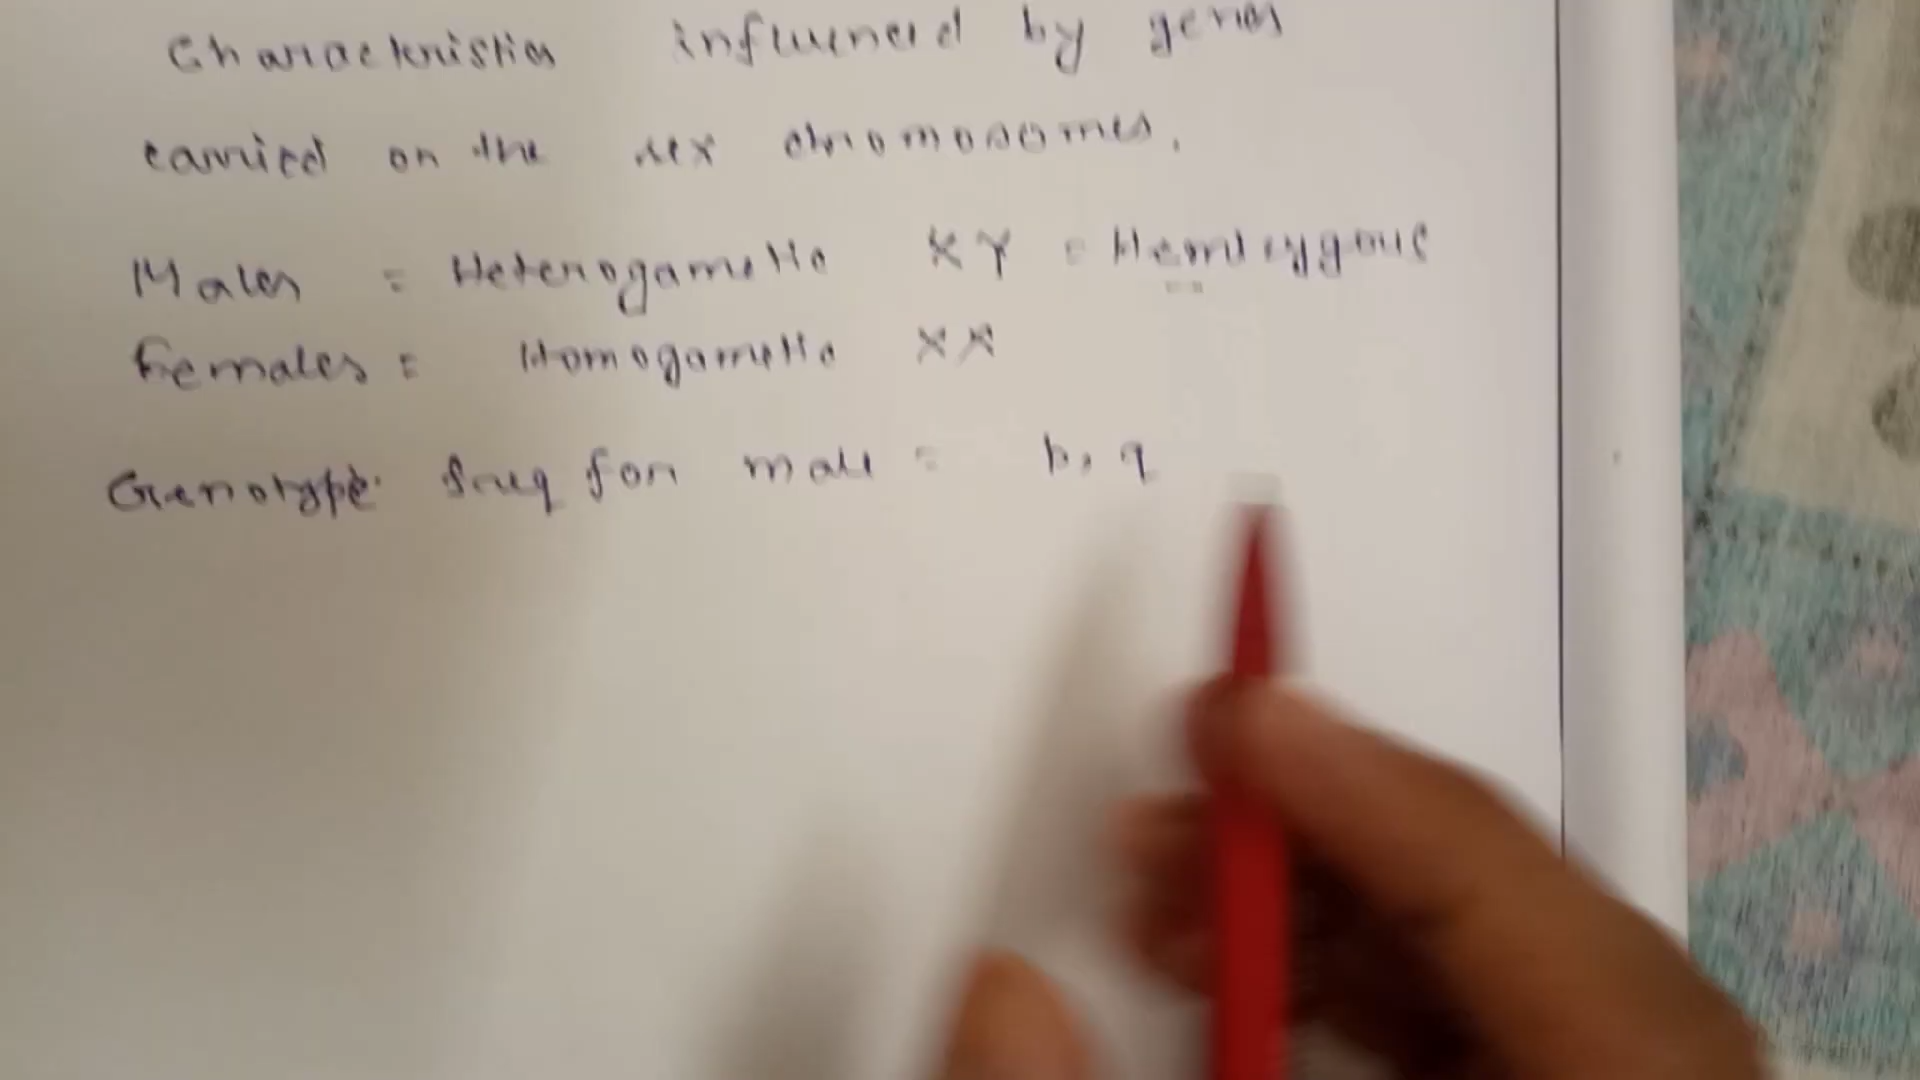 Characteristics influenced by genes
carried on the sex chromosomes.
Males = Heterogametic XY = Hemizygous
Females = Homogametic XX
Genotype freq for male = p, q